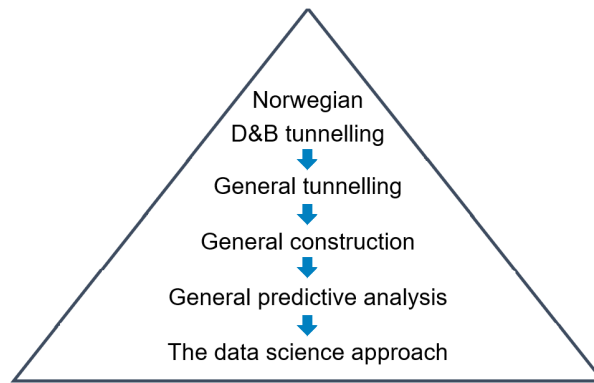 Norwegian
D&B tunnelling
General tunnelling
General construction
General predictive analysis
The data science approach